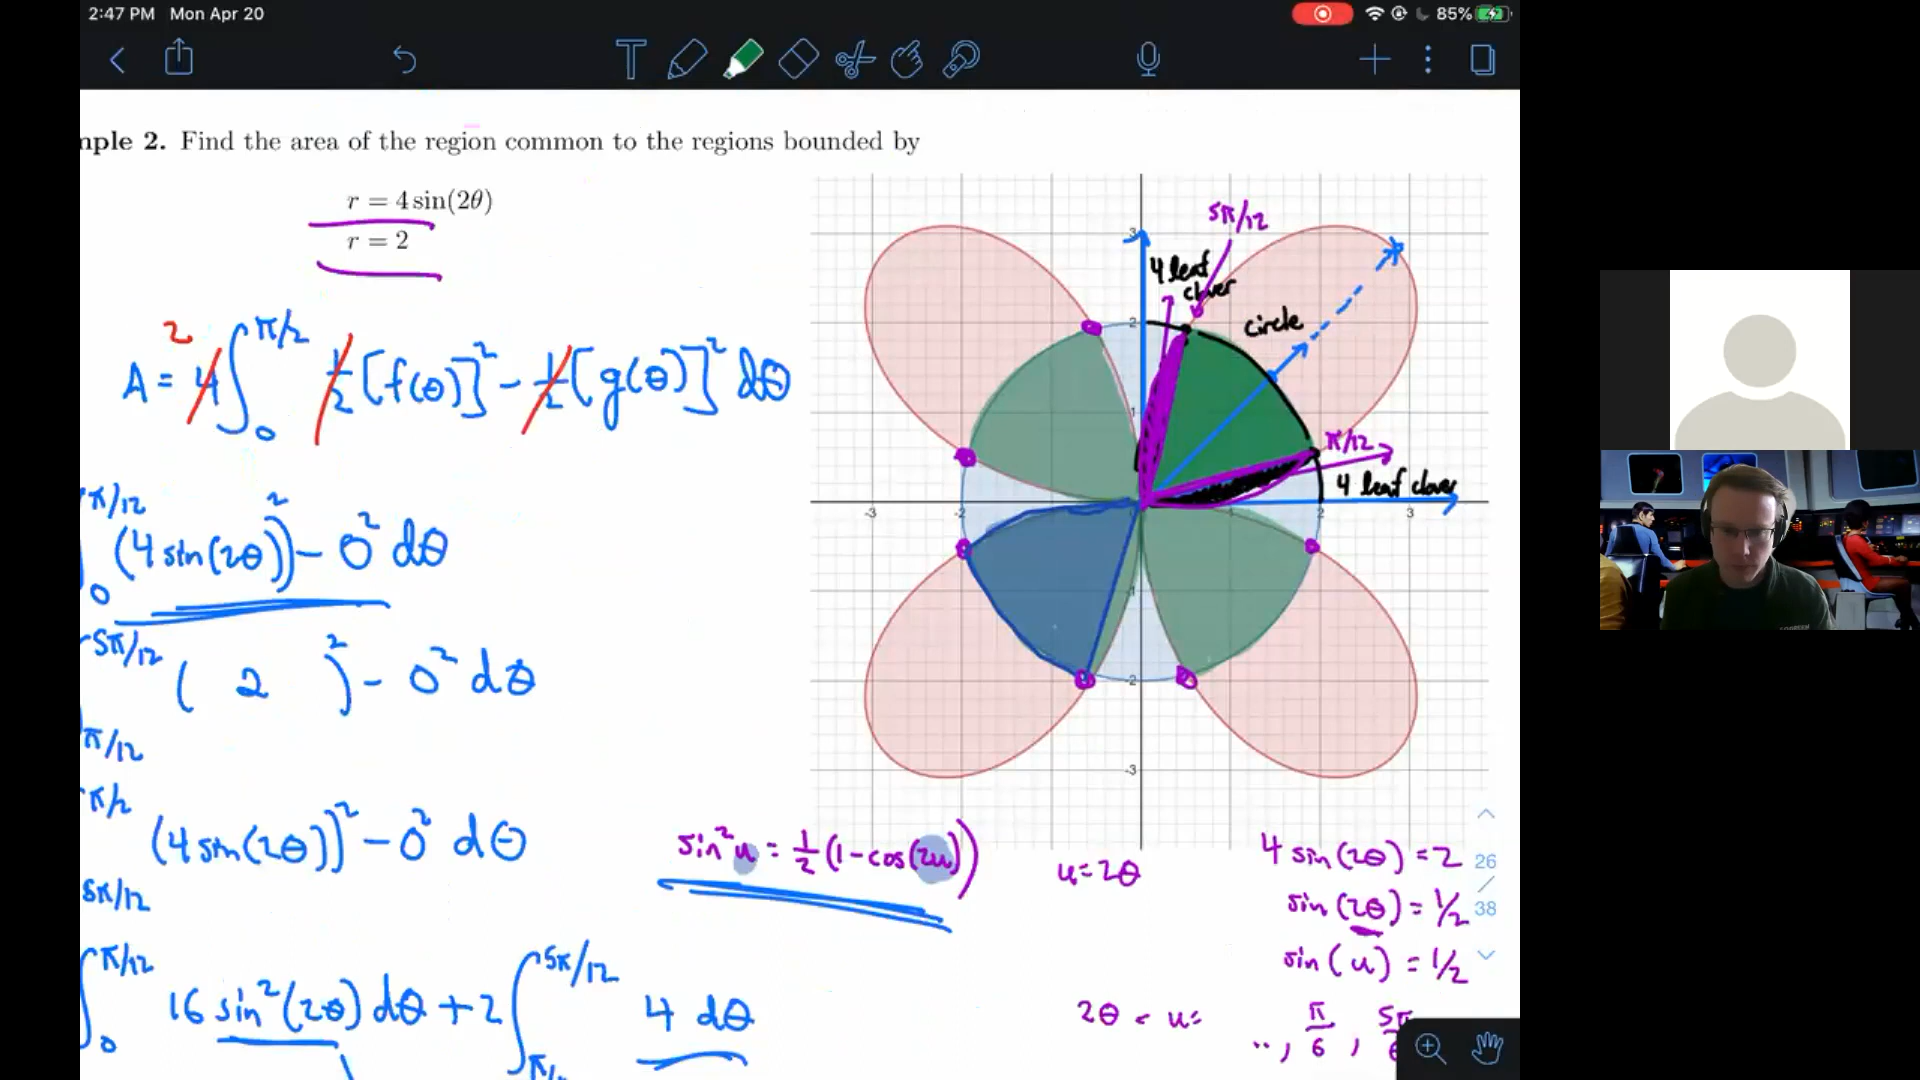 2:47 PM Mon Apr 20
85%
mple 2. Find the area of the region common to the regions bounded by
r = 4 sin(2θ)
r = 2
A = 4 2 ∫ 0 π/2 1/2 [f(θ)]² - 1/2 [g(θ)]² dθ
π/12
0
(4 sin(2θ))² - 0² dθ
5π/12
π/12
( 2 )² - 0² dθ
π/2
5π/12
(4 sin(2θ))² - 0² dθ
∫ 0 π/12 16 sin²(2θ) dθ + 2 ∫ 5π/12 4 dθ
5π/12
4 leaf
clover
circle
π/12
4 leaf clover
3
2
1
-3
-2
2
3
-1
-2
-3
sin²u = 1/2 (1 - cos(2u))
u = 2θ
4 sin(2θ) = 2
sin(2θ) = 1/2
sin(u) = 1/2
2θ = u =
.., π/6, 5π
26
/
38